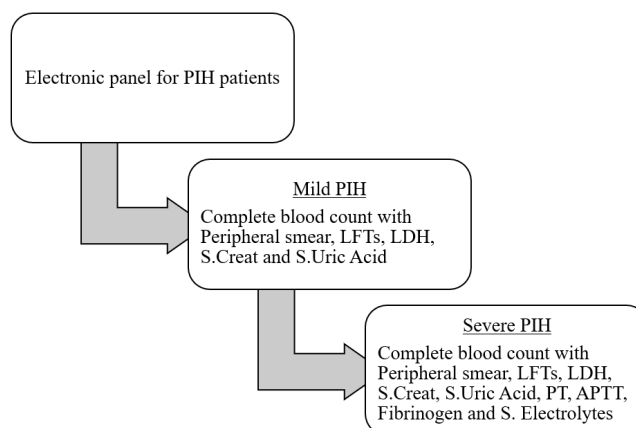 Electronic panel for PIH patients
Mild PIH
Complete blood count with
Peripheral smear, LFTs, LDH,
S.Creat and S.Uric Acid
Severe PIH
Complete blood count with
Peripheral smear, LFTs, LDH,
S.Creat, S.Uric Acid, PT, APTT,
Fibrinogen and S. Electrolytes